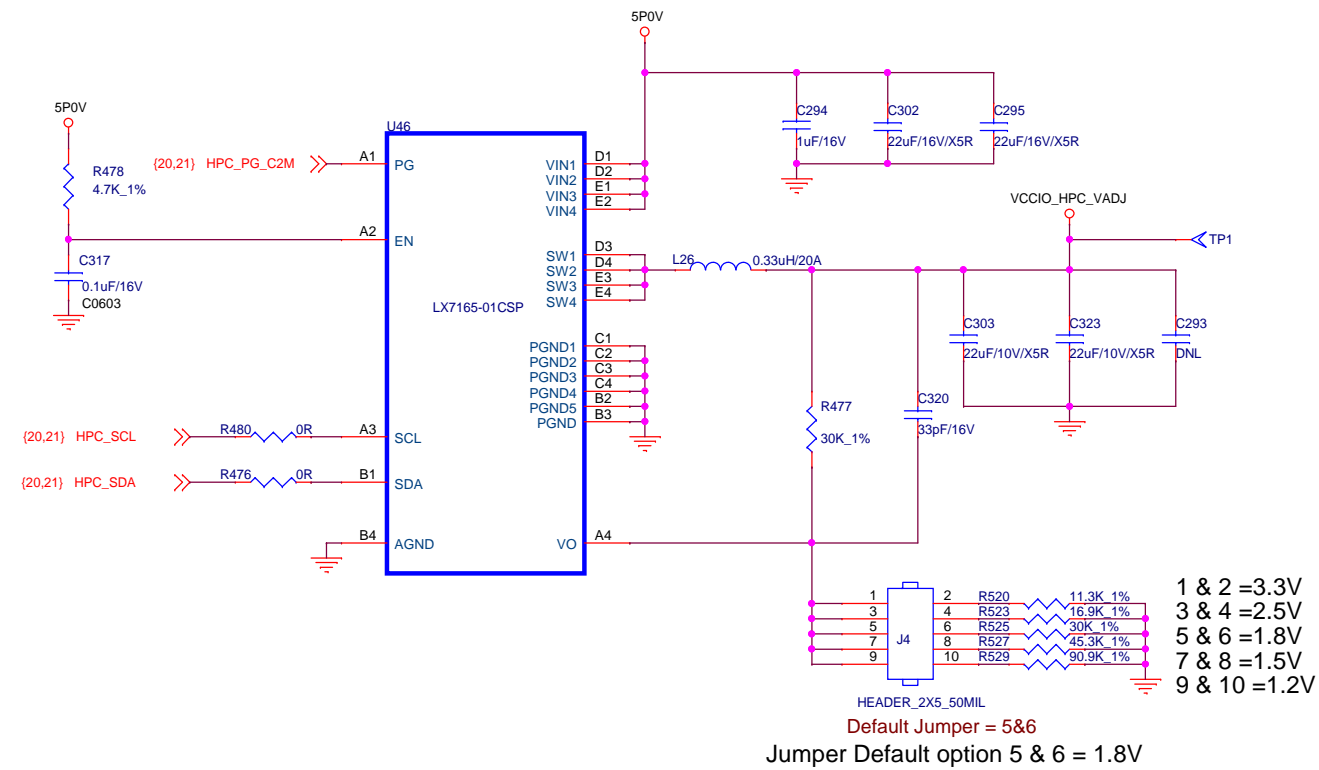 5P0V
5P0V
C294
1uF/16V
C302
22uF/16V/X5R
C295
22uF/16V/X5R
R478
4.7K_1%
C317
0.1uF/16V
C0603
{20,21} HPC_PG_C2M
U46
A1 PG
A2 EN
LX7165-01CSP
A3 SCL
B1 SDA
B4 AGND
VIN1 D1
VIN2 D2
VIN3 E1
VIN4 E2
SW1 D3
SW2 D4
SW3 E3
SW4 E4
PGND1 C1
PGND2 C2
PGND3 C3
PGND4 C4
PGND5 B2
PGND B3
VO A4
{20,21} HPC_SCL
R480 0R
{20,21} HPC_SDA
R476 0R
L26 0.33uH/20A
VCCIO_HPC_VADJ
TP1
C303
22uF/10V/X5R
C323
22uF/10V/X5R
C293
DNL
R477
30K_1%
C320
33pF/16V
1 2 R520 11.3K_1%
3 4 R523 16.9K_1%
5 6 R525 30K_1%
7 8 R527 45.3K_1%
9 10 R529 90.9K_1%
J4
HEADER_2X5_50MIL
1 & 2 =3.3V
3 & 4 =2.5V
5 & 6 =1.8V
7 & 8 =1.5V
9 & 10 =1.2V
Default Jumper = 5&6
Jumper Default option 5 & 6 = 1.8V